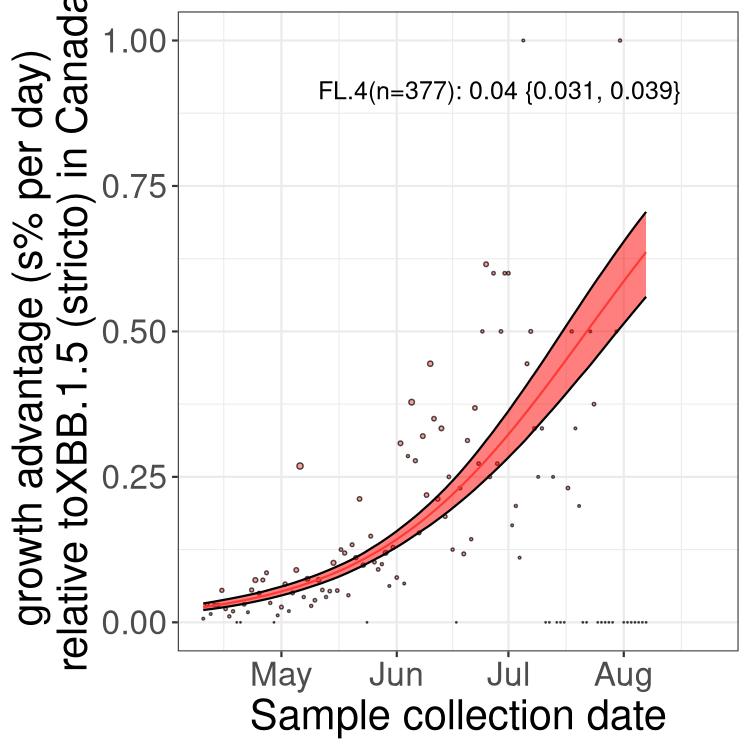 growth advantage (s% per day)
relative toXBB.1.5 (stricto) in Canada
1.00
0.75
0.50
0.25
0.00
FL.4(n=377): 0.04 {0.031, 0.039}
May Jun Jul Aug
Sample collection date